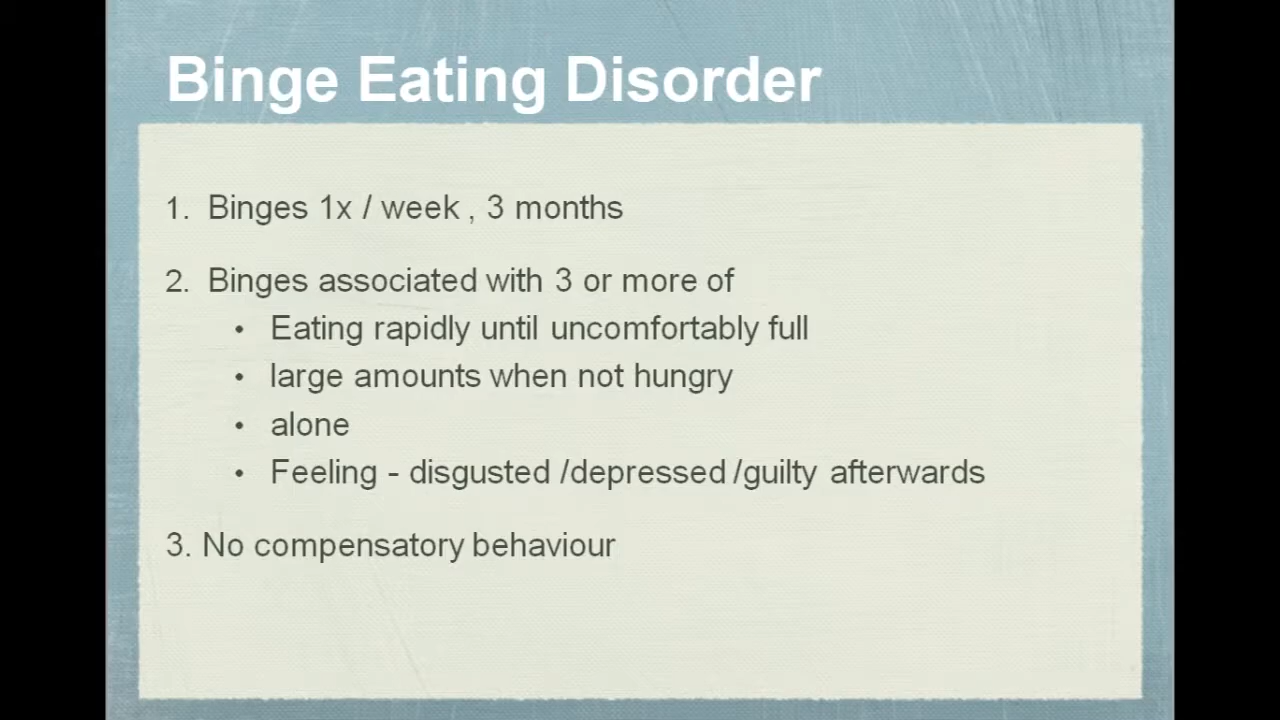 Binge Eating Disorder
1. Binges 1x / week , 3 months
2. Binges associated with 3 or more of
• Eating rapidly until uncomfortably full
• large amounts when not hungry
• alone
• Feeling - disgusted /depressed /guilty afterwards
3. No compensatory behaviour